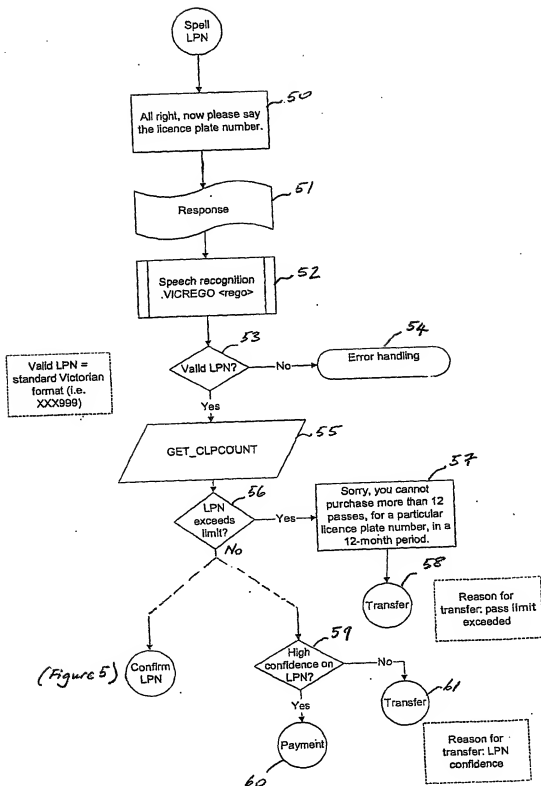 Spell
LPN
50
All right, now please say
the licence plate number.
51
Response
52
Speech recognition
.VICREGO <rego>
53
54
Valid LPN?
No
Error handling
Valid LPN =
standard Victorian
format (i.e.
XXX999)
Yes
55
GET_CLPCOUNT
56
57
LPN
exceeds
limit?
Yes
Sorry, you cannot
purchase more than 12
passes, for a particular
licence plate number, in a
12-month period.
No
58
Transfer
Reason for
transfer: pass limit
exceeded
59
(Figure 5)
Confirm
LPN
High
confidence on
LPN?
No
61
Transfer
Yes
Payment
60
Reason for
transfer: LPN
confidence